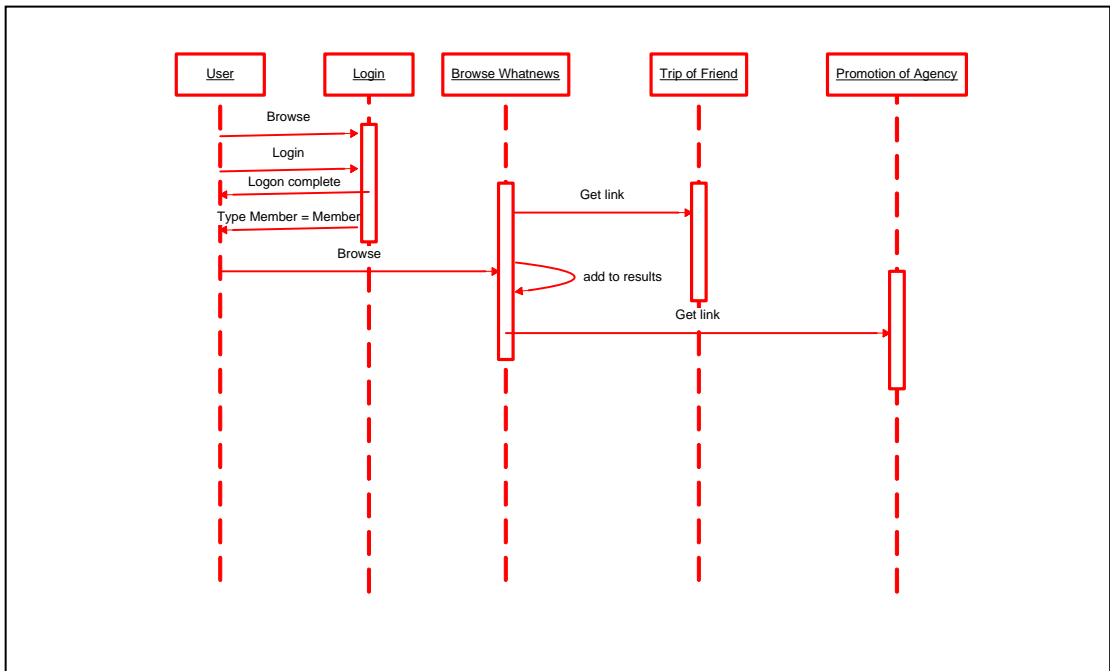 User
Login
Browse Whatnews
Trip of Friend
Promotion of Agency
Browse
Login
Logon complete
Get link
Type Member = Member
Browse
add to results
Get link